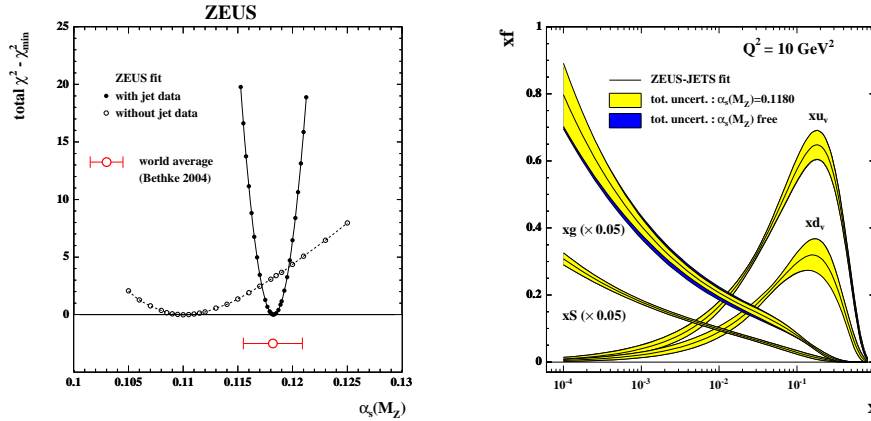 ZEUS
total χ² - χ²min
25
20
15
10
5
0
ZEUS fit
with jet data
without jet data
world average
(Bethke 2004)
0.1 0.105 0.11 0.115 0.12 0.125 0.13
αs(MZ)
xf
1
0.8
0.6
0.4
0.2
0
Q² = 10 GeV²
ZEUS-JETS fit
tot. uncert. : αs(MZ)=0.1180
tot. uncert. : αs(MZ) free
xuv
xdv
xg (× 0.05)
xS (× 0.05)
10⁻⁴ 10⁻³ 10⁻² 10⁻¹ 1